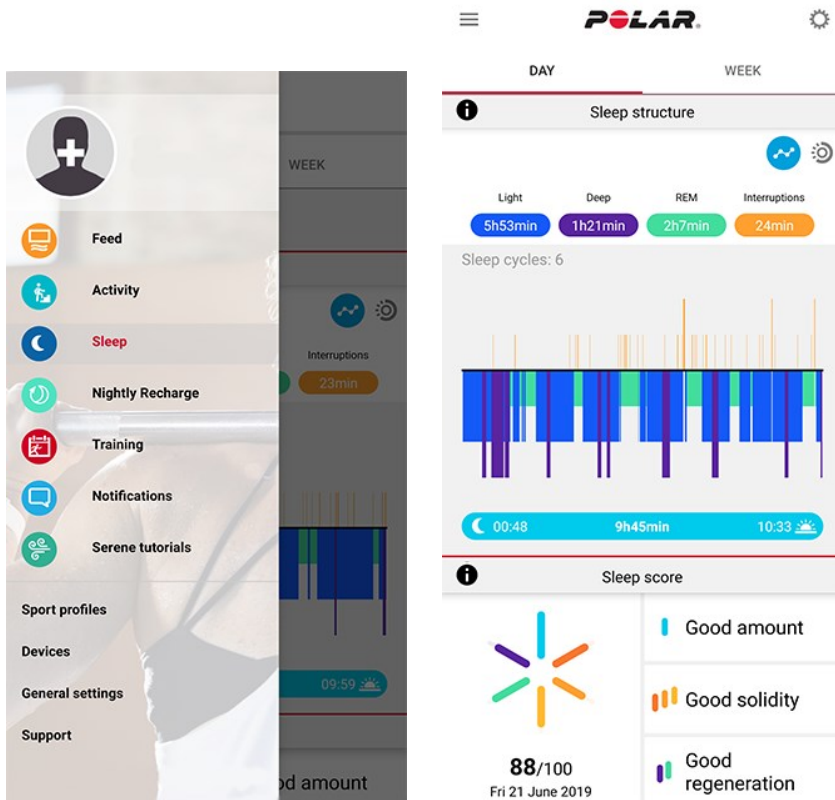 Feed
Activity
Sleep
Nightly Recharge
Training
Notifications
Serene tutorials
Sport profiles
Devices
General settings
Support
WEEK
Interruptions
23min
09:59
od amount
POLAR
DAY
WEEK
Sleep structure
Light
Deep
REM
Interruptions
5h53min
1h21min
2h7min
24min
Sleep cycles: 6
00:48
9h45min
10:33
Sleep score
Good amount
Good solidity
Good
regeneration
88/100
Fri 21 June 2019